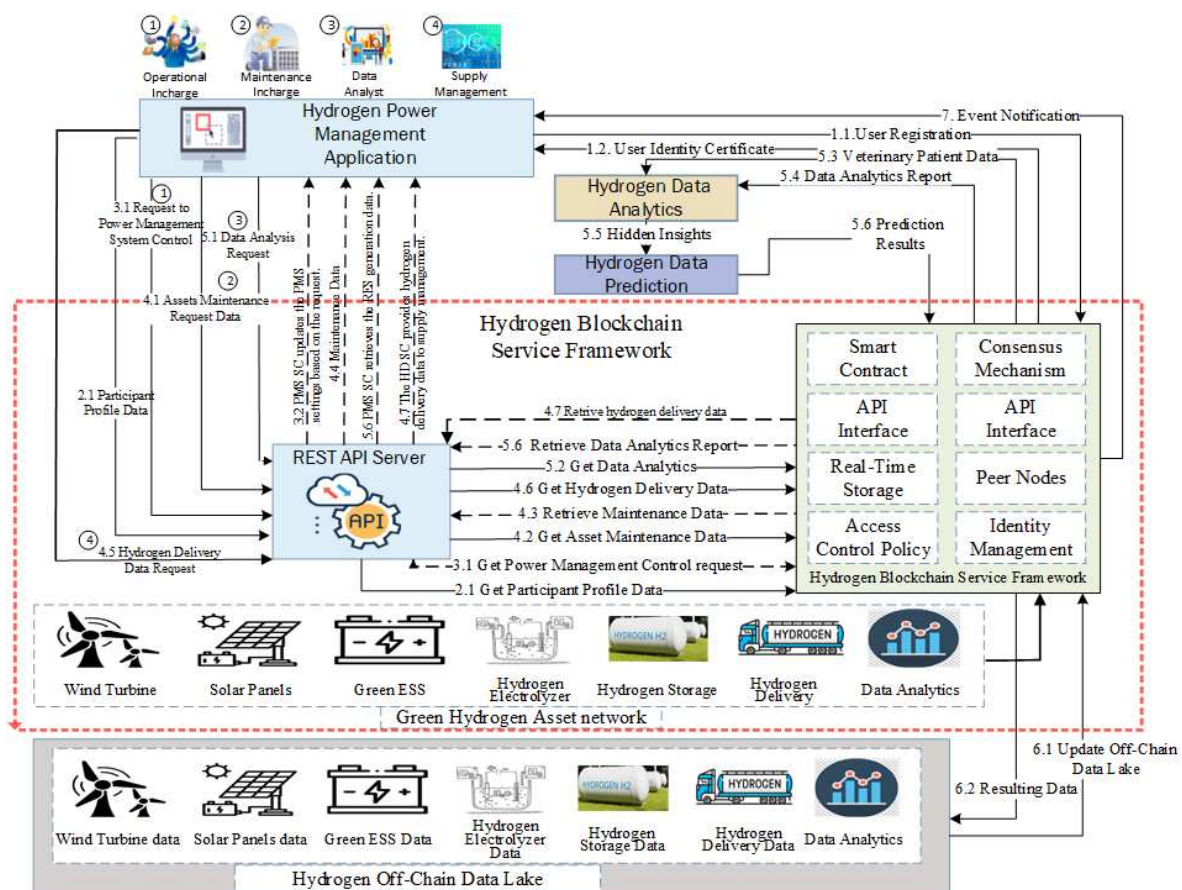 1
2
3
4
Operational
Incharge
Maintenance
Incharge
Data
Analyst
Supply
Management
Hydrogen Power
Management
Application
7. Event Notification
1.1.User Registration
1.2. User Identity Certificate
5.3 Veterinary Patient Data
5.4 Data Analytics Report
Hydrogen Data
Analytics
5.5 Hidden Insights
Hydrogen Data
Prediction
5.6 Prediction
Results
1
3.1 Request to
Power Management
System Control
3
5.1 Data Analysis
Request
2
4.1 Assets Maintenance
Request Data
2.1 Participant
Profile Data
4
4.5 Hydrogen Delivery
Data Request
3.2 PMS SC updates the PMS
settings based on the request.
4.4 Maintenance Data
5.6 PMS SC retrieves the RES generation data.
4.7 The HD SC provides hydrogen
delivery data to supply management.
Hydrogen Blockchain
Service Framework
REST API Server
API
4.7 Retrive hydrogen delivery data
5.6 Retrieve Data Analytics Report
5.2 Get Data Analytics
4.6 Get Hydrogen Delivery Data
4.3 Retrieve Maintenance Data
4.2 Get Asset Maintenance Data
3.1 Get Power Management Control request
2.1 Get Participant Profile Data
Smart
Contract
Consensus
Mechanism
API
Interface
API
Interface
Real-Time
Storage
Peer Nodes
Access
Control Policy
Identity
Management
Hydrogen Blockchain Service Framework
HYDROGEN H2
HYDROGEN
Wind Turbine
Solar Panels
Green ESS
Hydrogen
Electrolyzer
Hydrogen Storage
Hydrogen
Delivery
Data Analytics
Green Hydrogen Asset network
6.1 Update Off-Chain
Data Lake
6.2 Resulting Data
HYDROGEN H2
HYDROGEN
Wind Turbine data
Solar Panels data
Green ESS Data
Hydrogen
Electrolyzer
Data
Hydrogen
Storage Data
Hydrogen
Delivery Data
Data Analytics
Hydrogen Off-Chain Data Lake